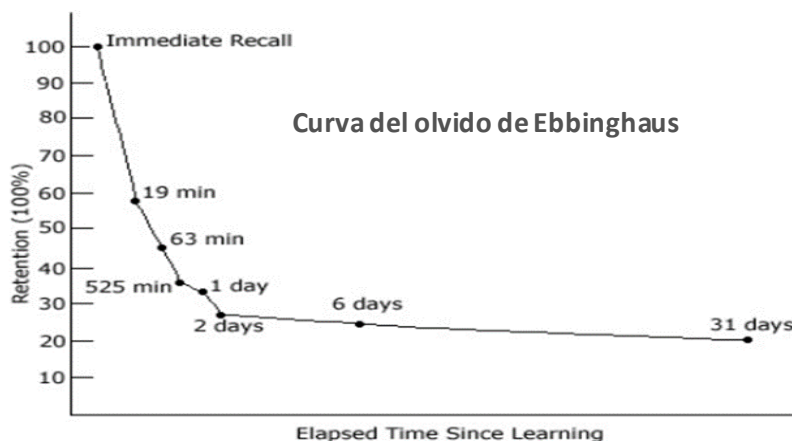 Immediate Recall
100
90
80
70
60
50
40
30
20
10
Retention (100%)
Curva del olvido de Ebbinghaus
19 min
63 min
525 min
1 day
2 days
6 days
31 days
Elapsed Time Since Learning